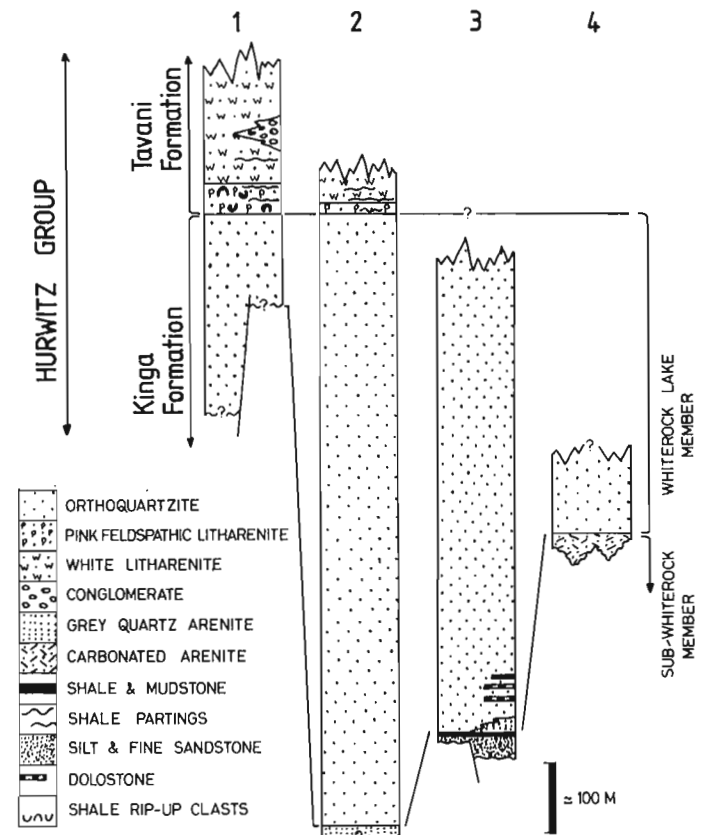 1 2 3 4
HURWITZ GROUP
Tavani Formation
Kinga Formation
W W W W
W W W
?
P P
P P
W W
P P
?
?
?
?
WHITEROCK LAKE MEMBER
SUB-WHITEROCK MEMBER
ORTHOQUARTZITE
PINK FELDSPATHIC LITHARENITE
WHITE LITHARENITE
CONGLOMERATE
GREY QUARTZ ARENITE
CARBONATED ARENITE
SHALE & MUDSTONE
SHALE PARTINGS
SILT & FINE SANDSTONE
DOLOSTONE
SHALE RIP-UP CLASTS
≃ 100 M